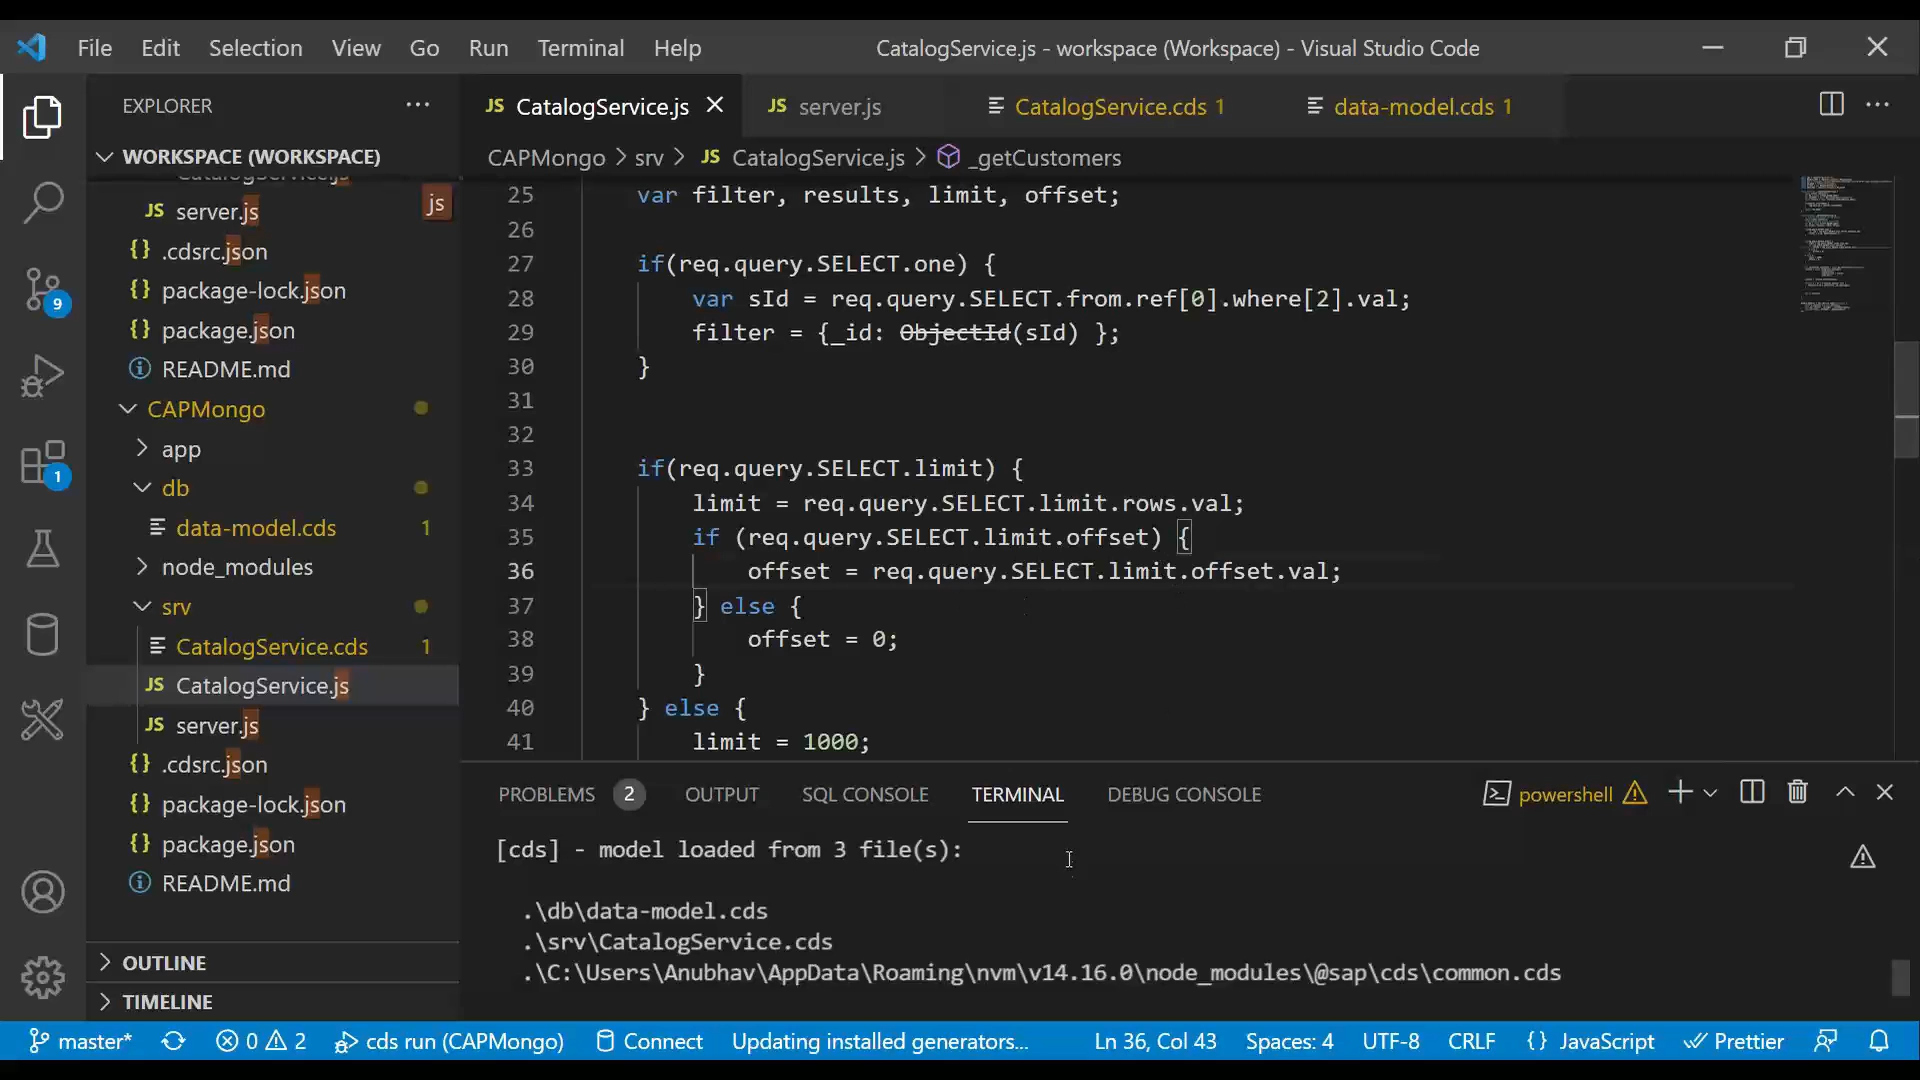 File Edit Selection View Go Run Terminal Help
CatalogService.js - workspace (Workspace) - Visual Studio Code
EXPLORER
WORKSPACE (WORKSPACE)
CatalogService.js
JS server.js
js
{} .cdsrc.json
{} package-lock.json
{} package.json
README.md
CAPMongo
app
db
data-model.cds 1
node_modules
srv
CatalogService.cds 1
JS CatalogService.js
JS server.js
{} .cdsrc.json
{} package-lock.json
{} package.json
README.md
OUTLINE
TIMELINE
9
1
JS CatalogService.js
JS server.js
CatalogService.cds 1
data-model.cds 1
CAPMongo > srv > JS CatalogService.js > _getCustomers
25 var filter, results, limit, offset;
26
27 if(req.query.SELECT.one) {
28 var sId = req.query.SELECT.from.ref[0].where[2].val;
29 filter = {_id: ObjectId(sId) };
30 }
31
32
33 if(req.query.SELECT.limit) {
34 limit = req.query.SELECT.limit.rows.val;
35 if (req.query.SELECT.limit.offset) {
36 offset = req.query.SELECT.limit.offset.val;
37 } else {
38 offset = 0;
39 }
40 } else {
41 limit = 1000;
PROBLEMS 2 OUTPUT SQL CONSOLE TERMINAL DEBUG CONSOLE
powershell
[cds] - model loaded from 3 file(s):
.\db\data-model.cds
.\srv\CatalogService.cds
.\C:\Users\Anubhav\AppData\Roaming\nvm\v14.16.0\node_modules\@sap\cds\common.cds
master* 0 2 cds run (CAPMongo) Connect Updating installed generators... Ln 36, Col 43 Spaces: 4 UTF-8 CRLF {} JavaScript Prettier